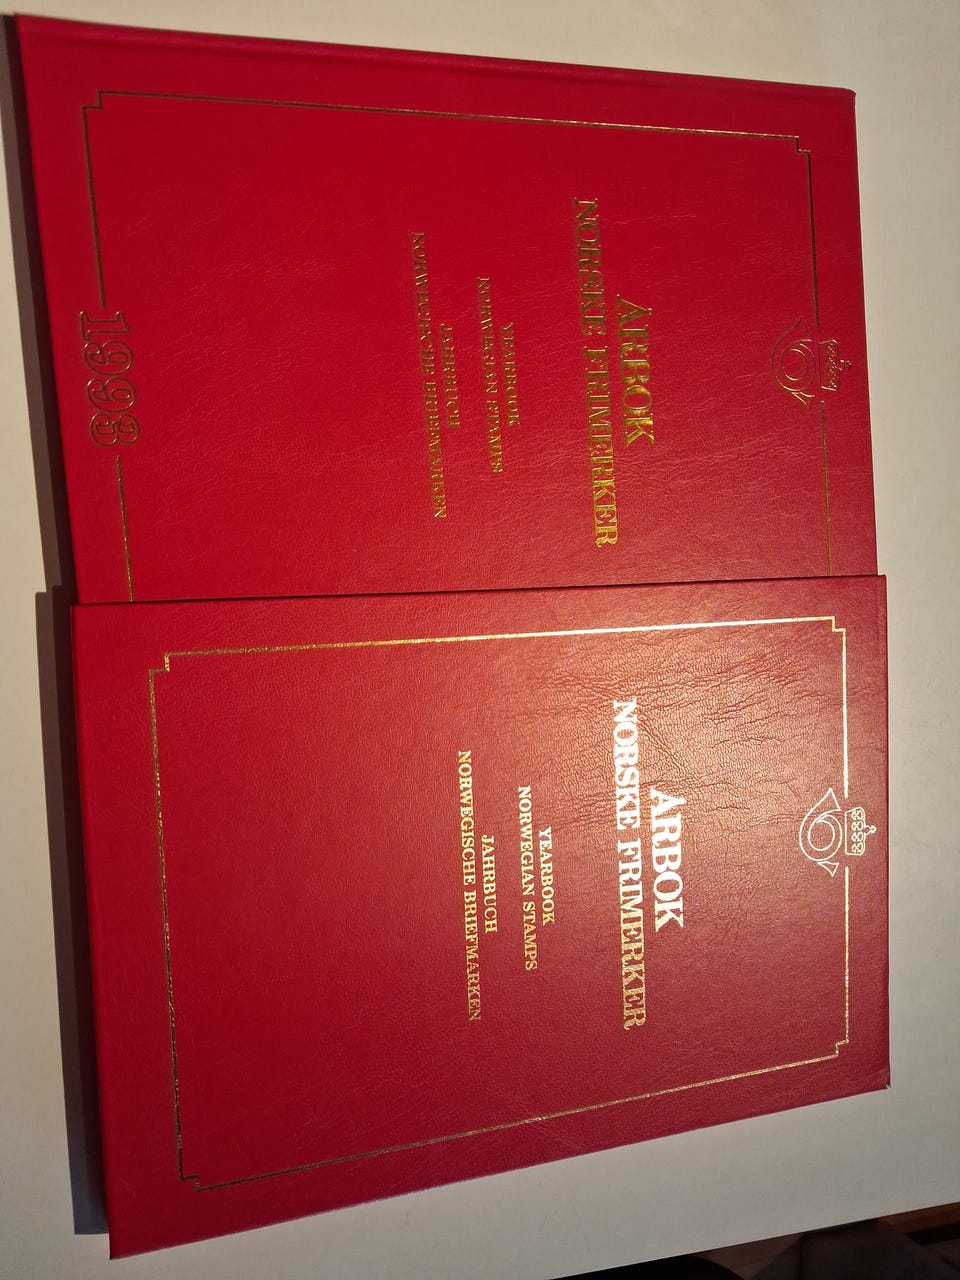 ÅRBOK
NORSKE FRIMERKER
YEARBOOK
NORWEGIAN STAMPS
JAHRBUCH
NORWEGISCHE BRIEFMARKEN
1993
ÅRBOK
NORSKE FRIMERKER
YEARBOOK
NORWEGIAN STAMPS
JAHRBUCH
NORWEGISCHE BRIEFMARKEN